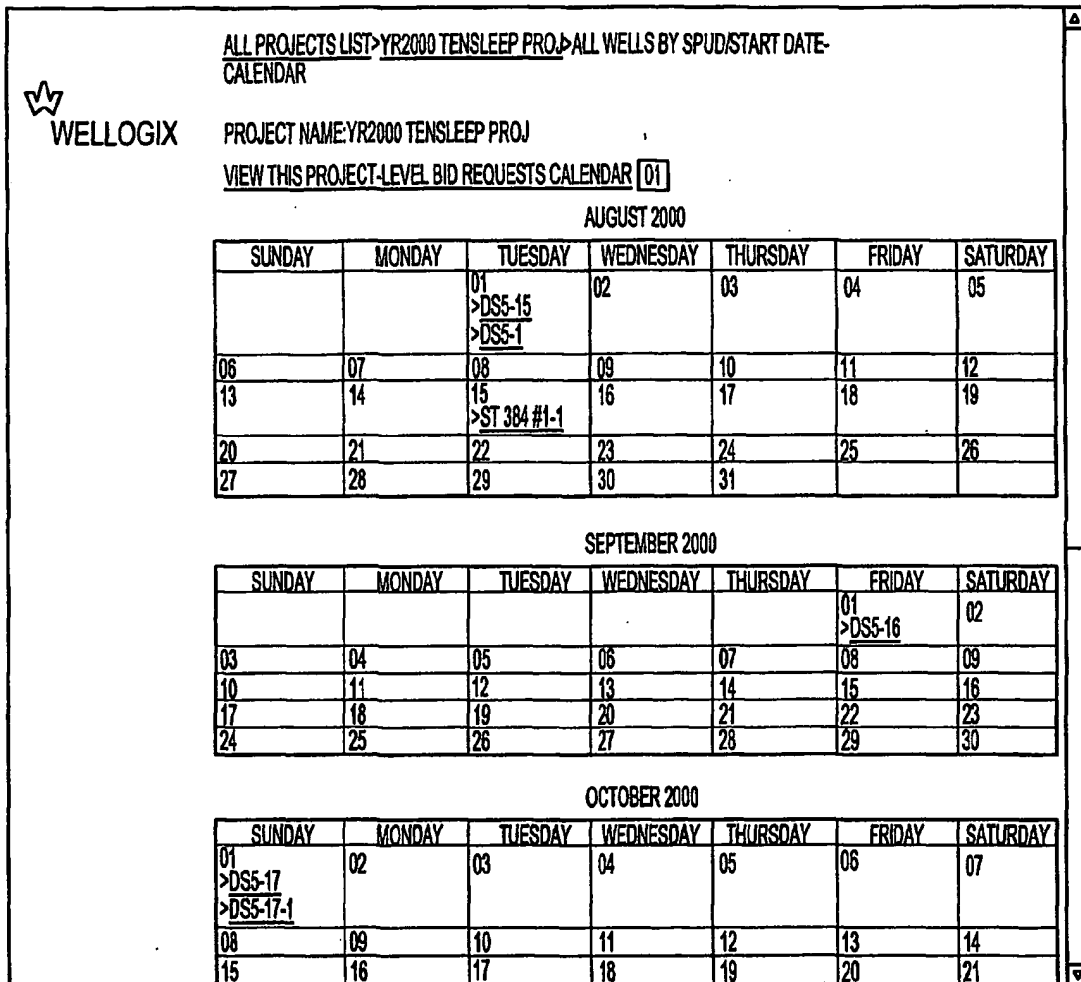 ALL PROJECTS LIST>YR2000 TENSLEEP PROJ>ALL WELLS BY SPUD/START DATE-
CALENDAR
WELLOGIX
PROJECT NAME:YR2000 TENSLEEP PROJ
VIEW THIS PROJECT-LEVEL BID REQUESTS CALENDAR 01
AUGUST 2000
SUNDAY MONDAY TUESDAY WEDNESDAY THURSDAY FRIDAY SATURDAY
01 02 03 04 05
>DS5-15
>DS5-1
06 07 08 09 10 11 12
13 14 15 16 17 18 19
>ST 384 #1-1
20 21 22 23 24 25 26
27 28 29 30 31
SEPTEMBER 2000
SUNDAY MONDAY TUESDAY WEDNESDAY THURSDAY FRIDAY SATURDAY
01 02
>DS5-16
03 04 05 06 07 08 09
10 11 12 13 14 15 16
17 18 19 20 21 22 23
24 25 26 27 28 29 30
OCTOBER 2000
SUNDAY MONDAY TUESDAY WEDNESDAY THURSDAY FRIDAY SATURDAY
01 02 03 04 05 06 07
>DS5-17
>DS5-17-1
08 09 10 11 12 13 14
15 16 17 18 19 20 21